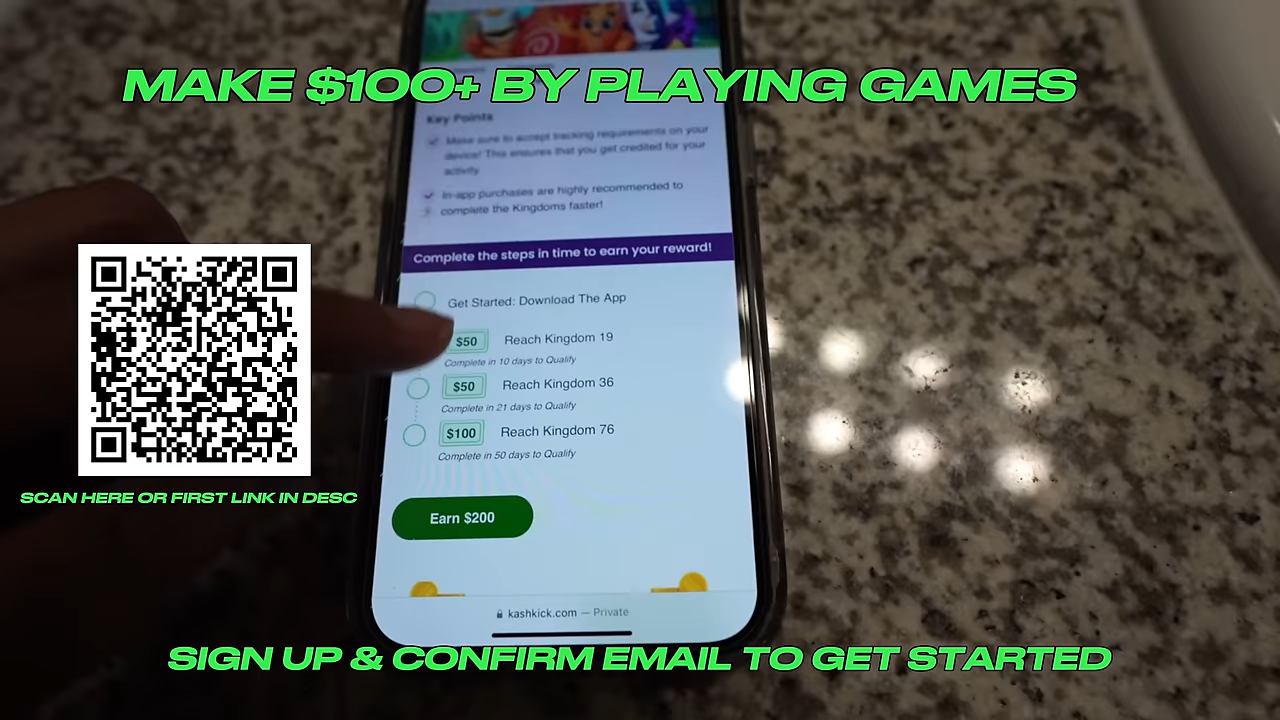 MAKE $100+ BY PLAYING GAMES
Key Points
Make sure to accept tracking requirements on your
device! This ensures that you get credited for your
activity.
In-app purchases are highly recommended to
complete the Kingdoms faster!
Complete the steps in time to earn your reward!
Get Started: Download The App
$50 Reach Kingdom 19
Complete in 10 days to Qualify
$50 Reach Kingdom 36
Complete in 21 days to Qualify
$100 Reach Kingdom 76
Complete in 50 days to Qualify
Earn $200
kashkick.com — Private
SCAN HERE OR FIRST LINK IN DESC
SIGN UP & CONFIRM EMAIL TO GET STARTED